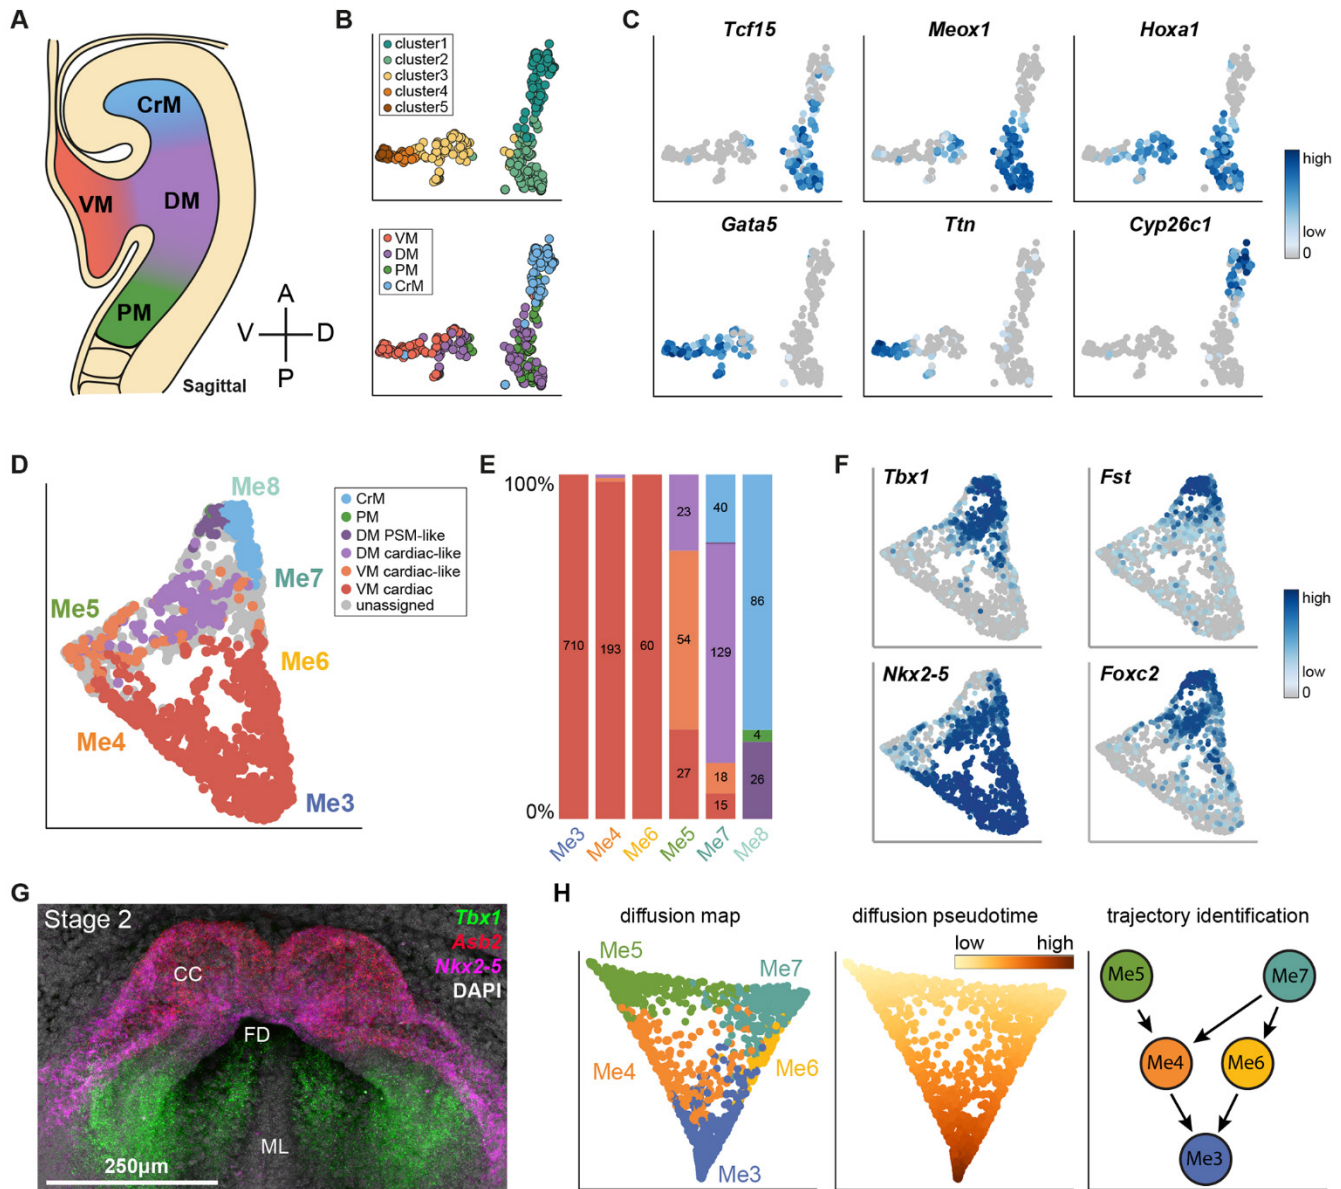 A
CrM
VM
DM
PM
A
V
D
P
Sagittal
B
cluster1
cluster2
cluster3
cluster4
cluster5
VM
DM
PM
CrM
C
Tcf15
Meox1
Hoxa1
Gata5
Ttn
Cyp26c1
high
low
0
D
Me8
Me7
Me5
Me6
Me4
Me3
CrM
PM
DM PSM-like
DM cardiac-like
VM cardiac-like
VM cardiac
unassigned
E
100%
0%
710
193
60
23
54
27
40
129
18
15
86
4
26
Me3
Me4
Me6
Me5
Me7
Me8
F
Tbx1
Fst
Nkx2-5
Foxc2
high
low
0
G
Stage 2
Tbx1
Asb2
Nkx2-5
DAPI
CC
FD
ML
250µm
H
diffusion map
Me5
Me7
Me4
Me6
Me3
diffusion pseudotime
low
high
trajectory identification
Me5
Me7
Me4
Me6
Me3